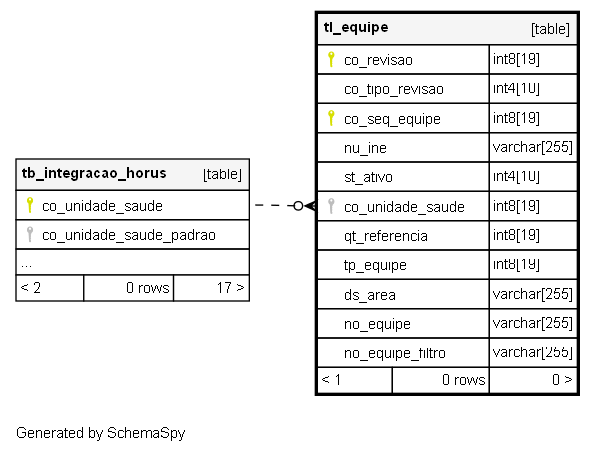 tl_equipe [table]
co_revisao int8[19]
co_tipo_revisao int4[10]
co_seq_equipe int8[19]
nu_ine varchar[255]
st_ativo int4[10]
co_unidade_saude int8[19]
qt_referencia int8[19]
tp_equipe int8[19]
ds_area varchar[255]
no_equipe varchar[255]
no_equipe_filtro varchar[255]
< 1 0 rows 0 >
tb_integracao_horus [table]
co_unidade_saude
co_unidade_saude_padrao
...
< 2 0 rows 17 >
Generated by SchemaSpy